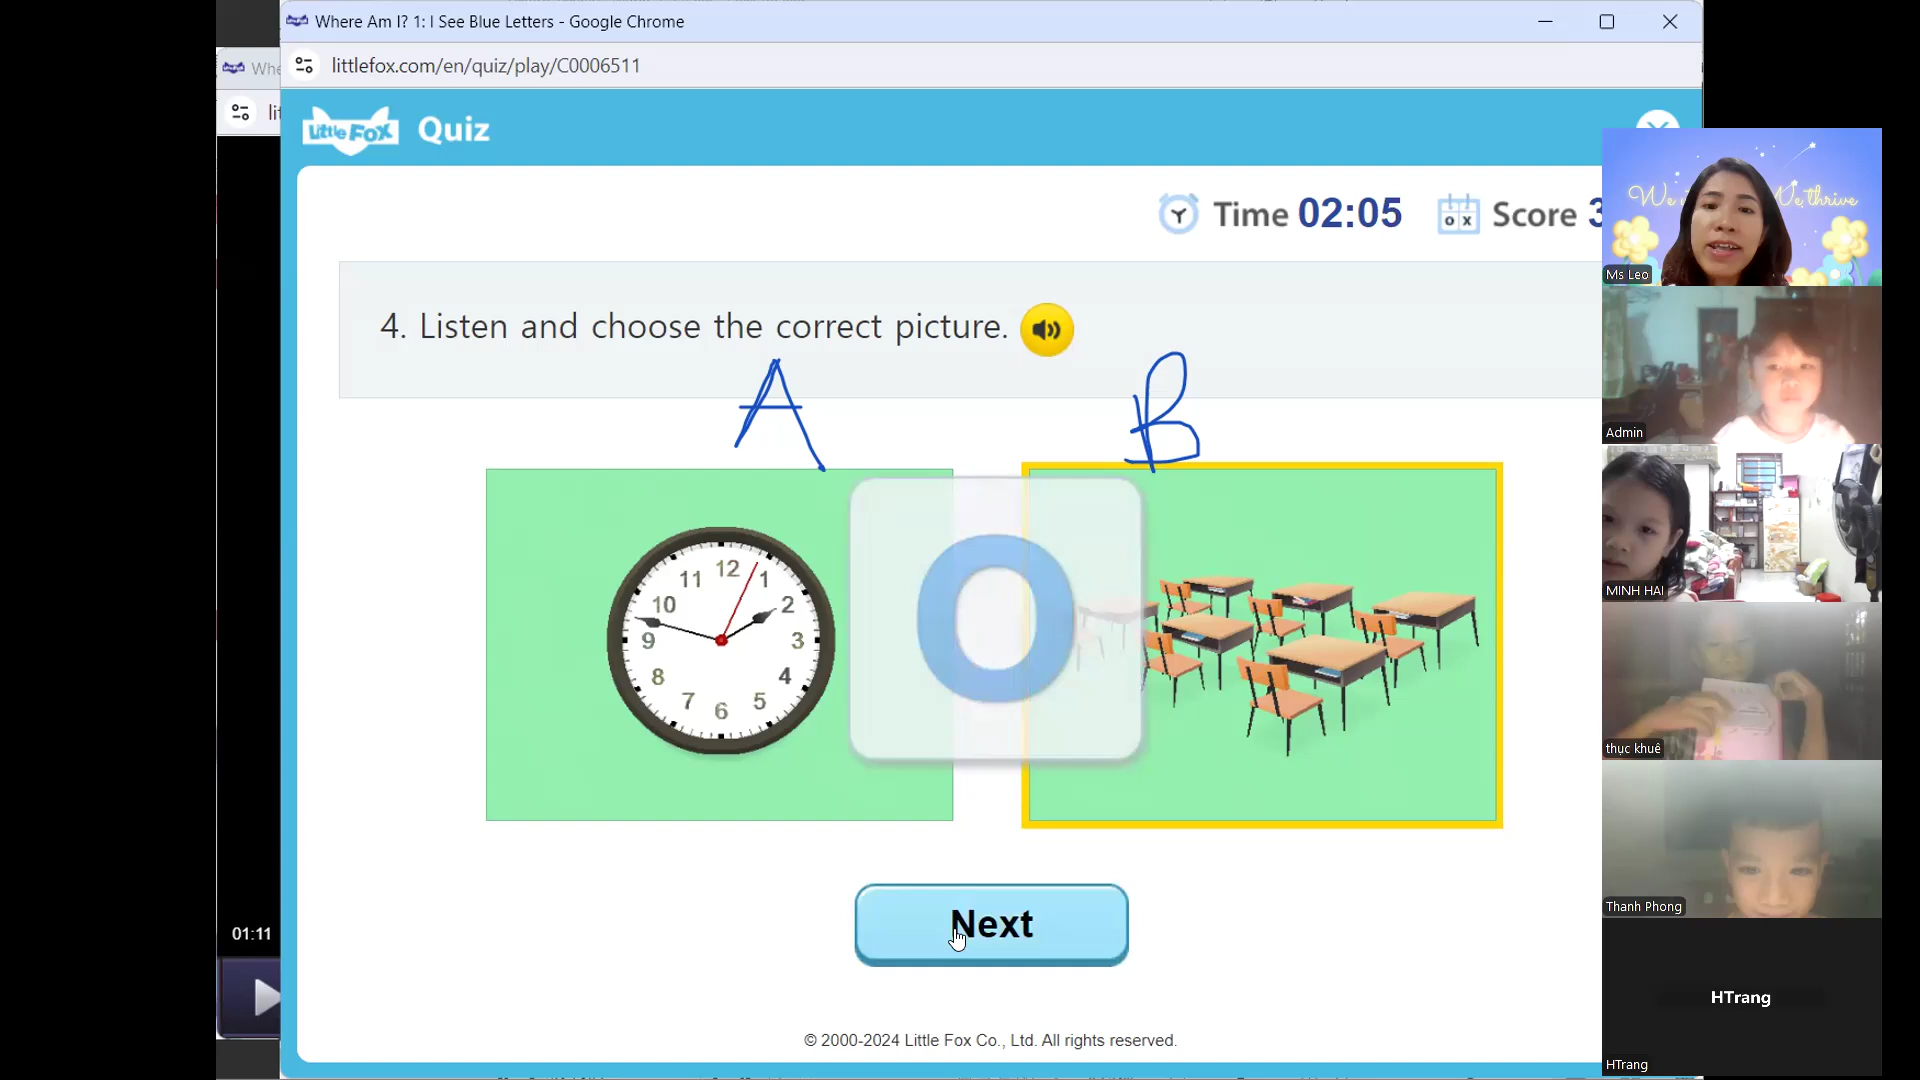 Where Am I? 1: I See Blue Letters - Google Chrome
Whe
littlefox.com/en/quiz/play/C0006511
lit
Little Fox Quiz
Time 02:05 Score 3
4. Listen and choose the correct picture.
A B
12 1 2 3 4 5 6 7 8 9 10 11
O
Next
01:11
© 2000-2024 Little Fox Co., Ltd. All rights reserved.
Ms Leo
Admin
MINH HAI
thục khuê
Thanh Phong
HTrang
HTrang